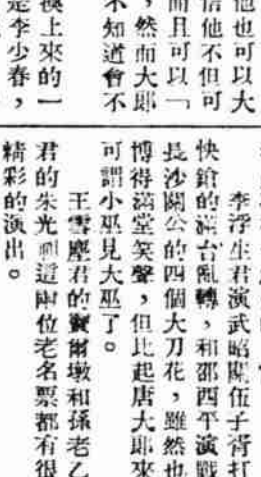 他也可以大
信他不但可
而且可以「
,然而大郎
不知道會不
漢上來的一
是李少春,
李浮生君演武昭關伍子胥打
快鎗的滿台亂轉,和邵西平演戰
長沙關公的四個大刀花,雖然也
博得滿堂笑聲,但比起唐大郎來
可謂小巫見大巫了。
王雪塵君的竇爾墩和孫老乙
君的朱光這兩位老名票都有很
精彩的演出。